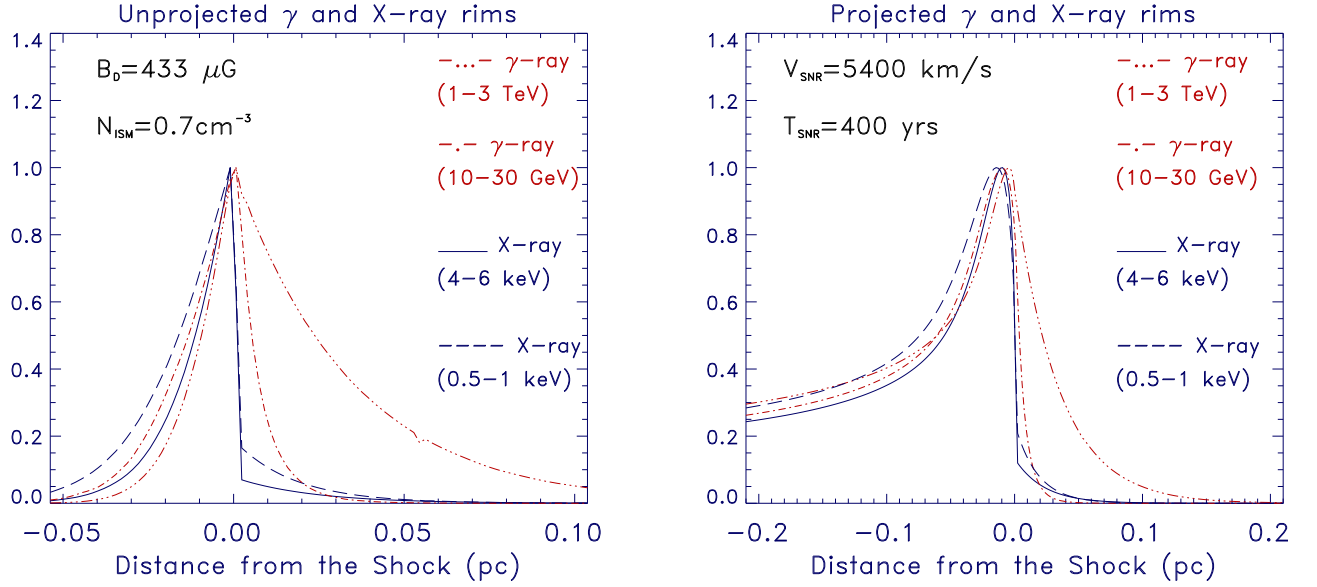 Unprojected γ and X-ray rims
B_D=433 μG
N_ISM=0.7cm⁻³
-...- γ-ray
(1-3 TeV)
-.- γ-ray
(10-30 GeV)
X-ray
(4-6 keV)
X-ray
(0.5-1 keV)
1.4
1.2
1.0
0.8
0.6
0.4
0.2
0.0
-0.05
0.00
0.05
0.10
Distance from the Shock (pc)
Projected γ and X-ray rims
V_SNR=5400 km/s
T_SNR=400 yrs
-...- γ-ray
(1-3 TeV)
-.- γ-ray
(10-30 GeV)
X-ray
(4-6 keV)
X-ray
(0.5-1 keV)
1.4
1.2
1.0
0.8
0.6
0.4
0.2
0.0
-0.2
-0.1
0.0
0.1
0.2
Distance from the Shock (pc)